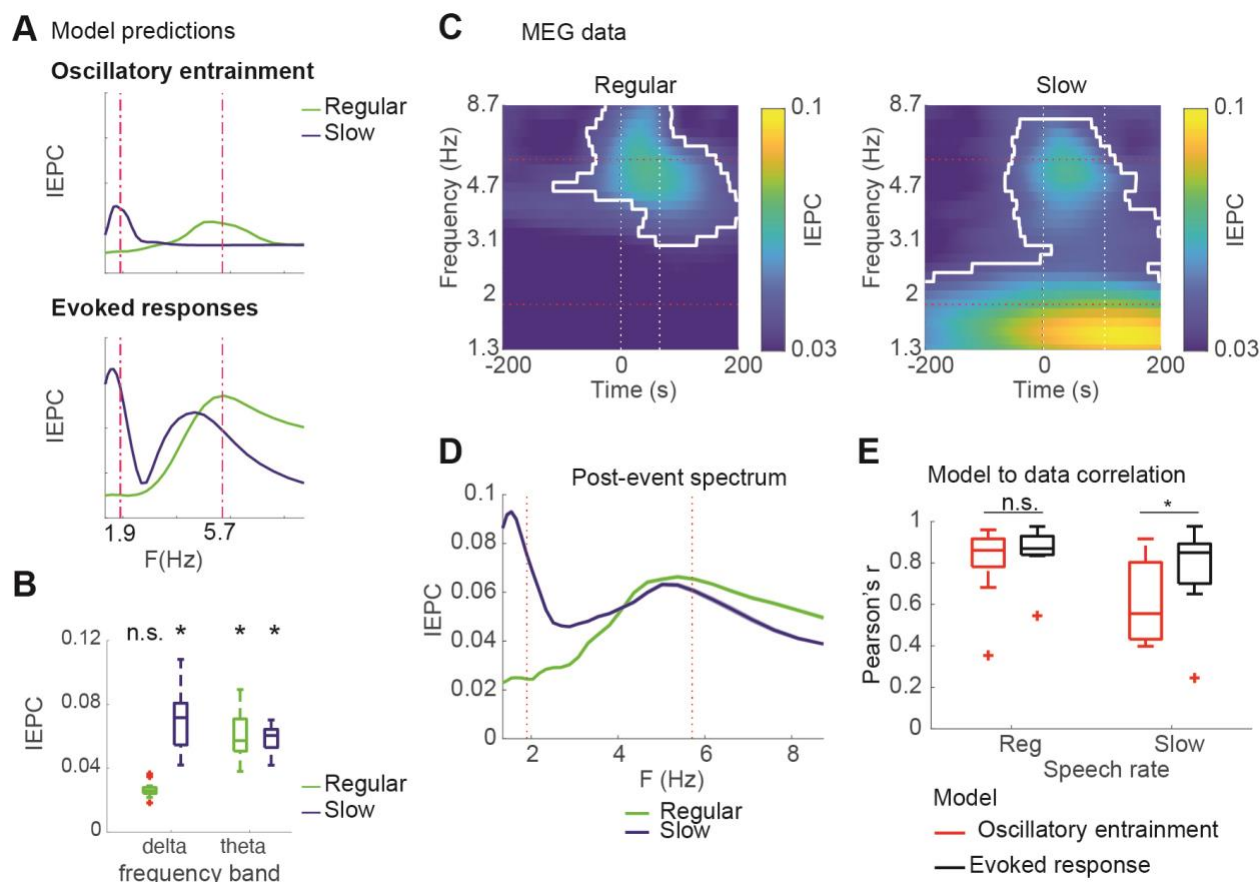 A Model predictions
Oscillatory entrainment
IEPC
Regular
Slow
Evoked responses
IEPC
1.9 5.7
F(Hz)
B
0.12
0.04
0
IEPC
n.s. * * *
Regular
Slow
delta theta
frequency band
C MEG data
Regular
8.7
4.7
3.1
2
1.3
Frequency (Hz)
-200 0 200
Time (s)
0.1
0.03
IEPC
Slow
8.7
4.7
3.1
2
1.3
Frequency (Hz)
-200 0 200
Time (s)
0.1
0.03
IEPC
D Post-event spectrum
0.1
0.08
0.06
0.04
0.02
0
IEPC
2 4 6 8
F (Hz)
Regular
Slow
E Model to data correlation
n.s. *
1
0.8
0.6
0.4
0.2
0
Pearson's r
Reg Slow
Speech rate
Model
Oscillatory entrainment
Evoked response